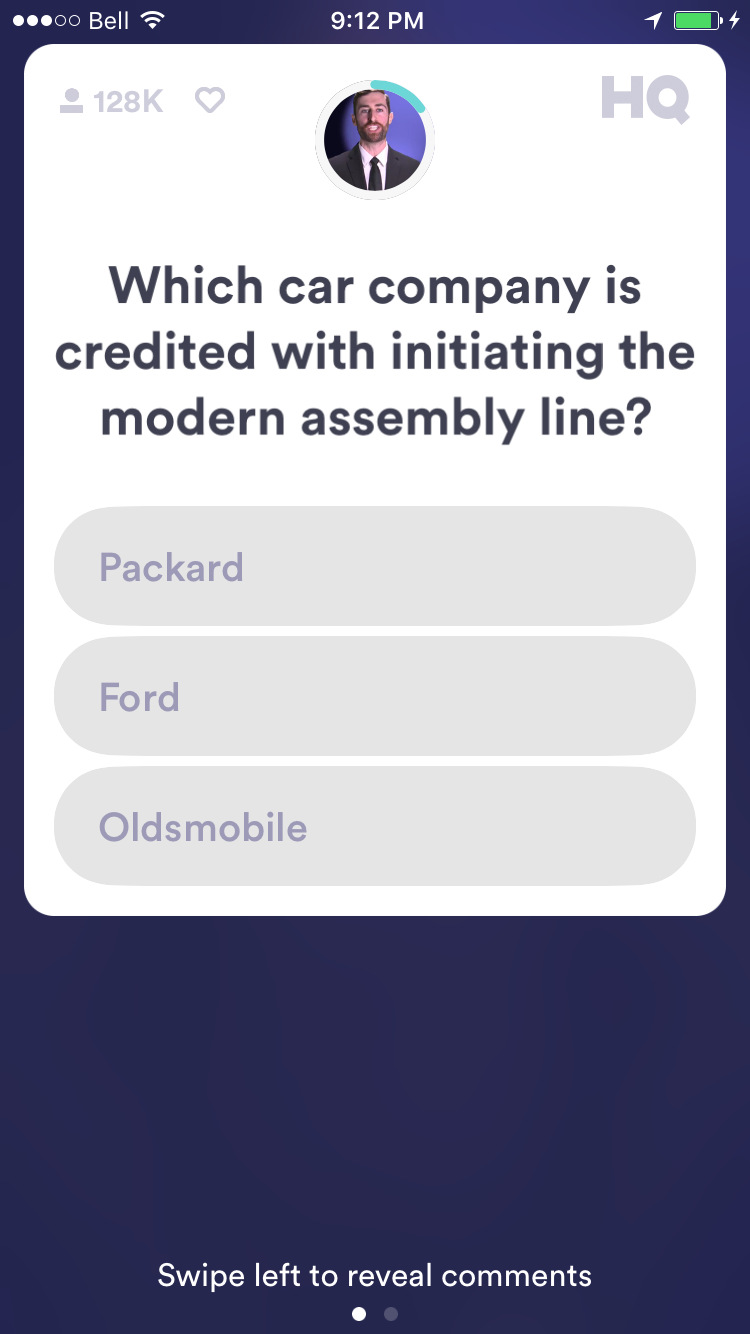 Bell 9:12 PM
128K HQ
Which car company is
credited with initiating the
modern assembly line?
Packard
Ford
Oldsmobile
Swipe left to reveal comments